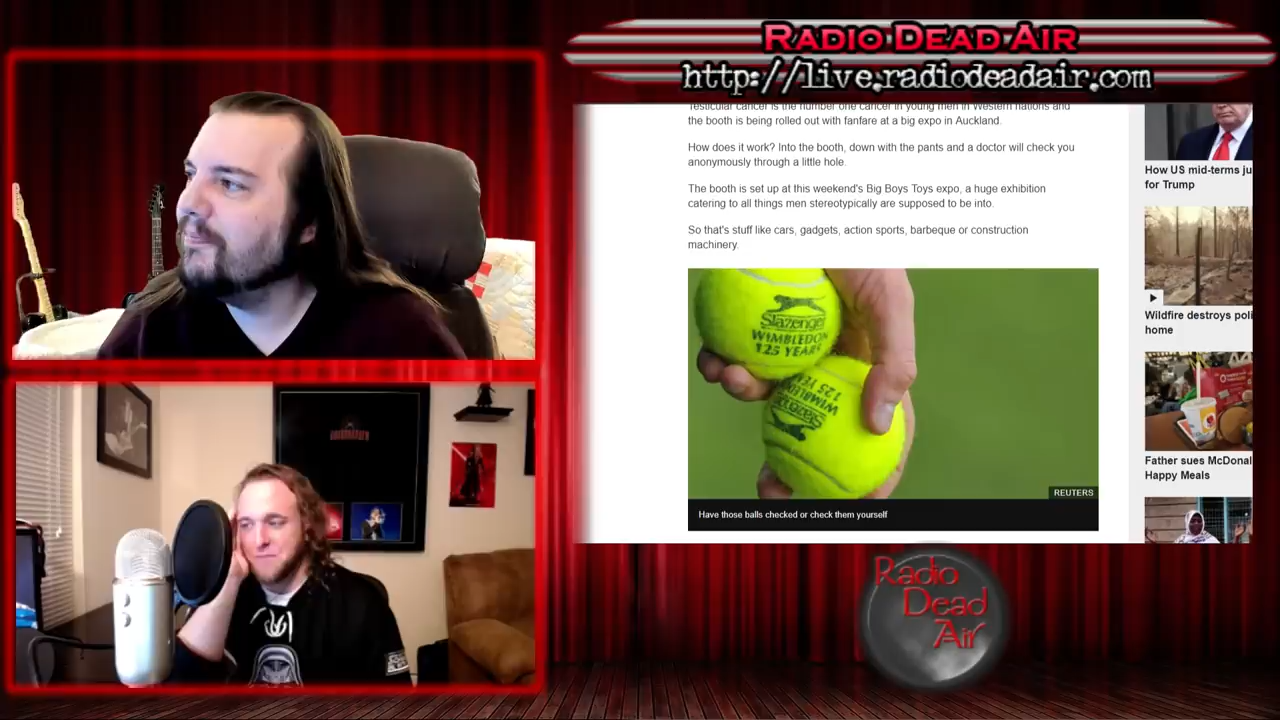 RADIO DEAD AIR
http://live.radiodeadair.com
Testicular cancer is the number one cancer in young men in Western nations and
the booth is being rolled out with fanfare at a big expo in Auckland.
How does it work? Into the booth, down with the pants and a doctor will check you
anonymously through a little hole.
The booth is set up at this weekend's Big Boys Toys expo, a huge exhibition
catering to all things men stereotypically are supposed to be into.
So that's stuff like cars, gadgets, action sports, barbeque or construction
machinery.
Slazenger
WIMBLEDON
125 YEARS
Slazenger
REUTERS
Have those balls checked or check them yourself
How US mid-terms ju
for Trump
Wildfire destroys poli
home
Father sues McDonal
Happy Meals
Radio
Dead
Air